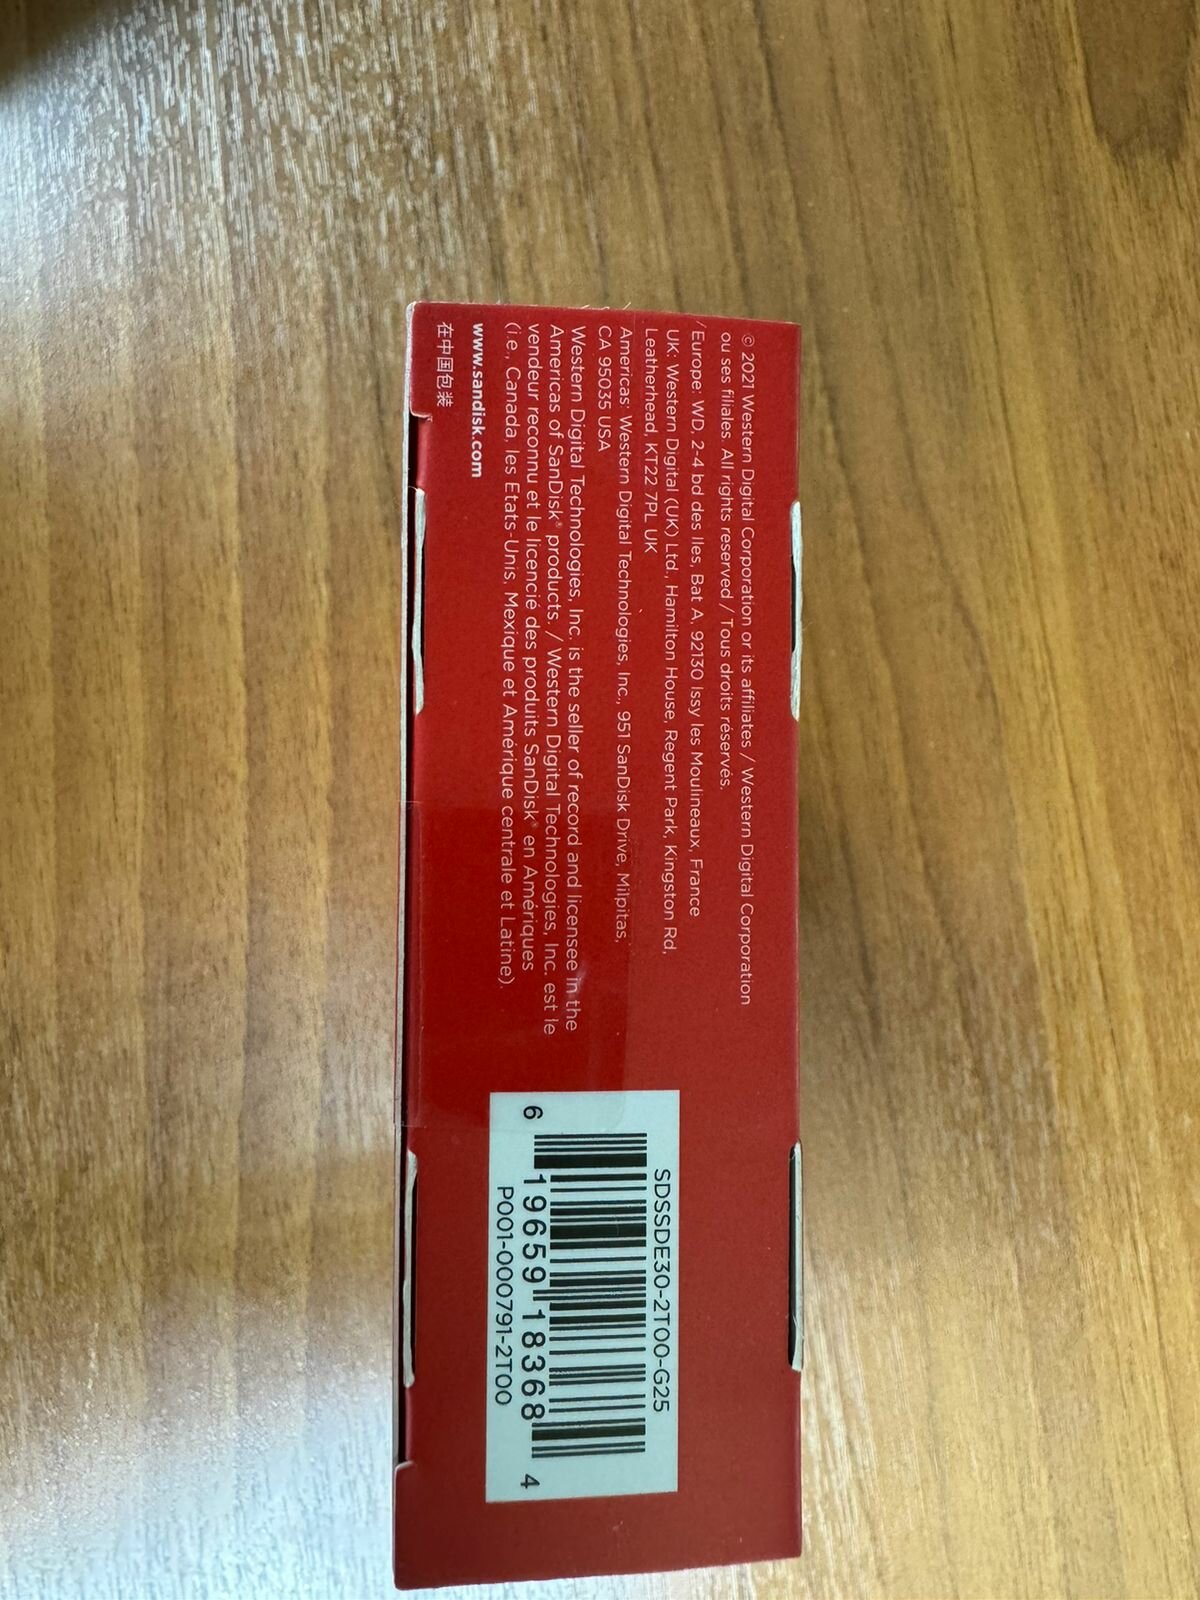 © 2021 Western Digital Corporation or its affiliates / Western Digital Corporation
ou ses filiales. All rights reserved / Tous droits réservés.
/Europe: WD, 2-4 bd des Iles, Bat A, 92130 Issy les Moulineaux, France
UK: Western Digital (UK) Ltd., Hamilton House, Regent Park, Kingston Rd,
Leatherhead, KT22 7PL UK
Americas: Western Digital Technologies, Inc., 951 SanDisk Drive, Milpitas,
CA 95035 USA
Western Digital Technologies, Inc. is the seller of record and licensee in the
Americas of SanDisk® products. / Western Digital Technologies, Inc. est le
vendeur reconnu et le licencié des produits SanDisk® en Amériques
(i.e., Canada, les Etats-Unis, Mexique et Amérique centrale et Latine).
www.sandisk.com
在中国包装
SDSSDE30-2T00-G25
6 19659 18368 4
P001-000791-2T00